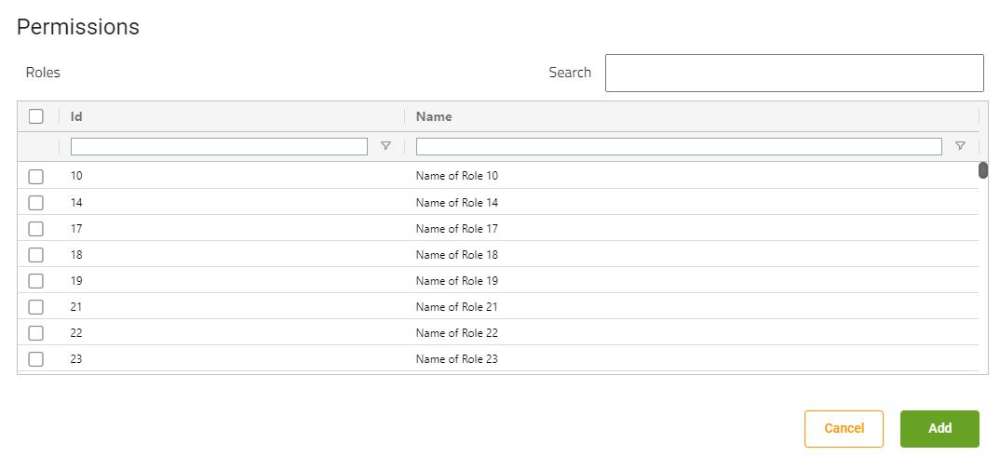 Permissions
Roles Search
Id Name
10 Name of Role 10
14 Name of Role 14
17 Name of Role 17
18 Name of Role 18
19 Name of Role 19
21 Name of Role 21
22 Name of Role 22
23 Name of Role 23
Cancel Add